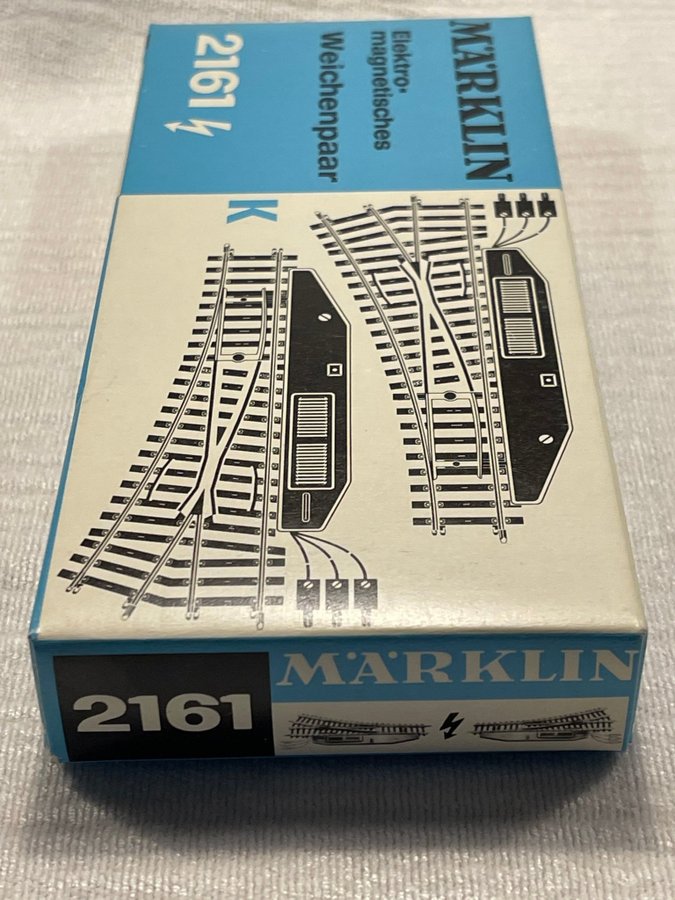 MÄRKLIN
Elektro-
magnetisches
Weichenpaar
2161
K
2161
MÄRKLIN